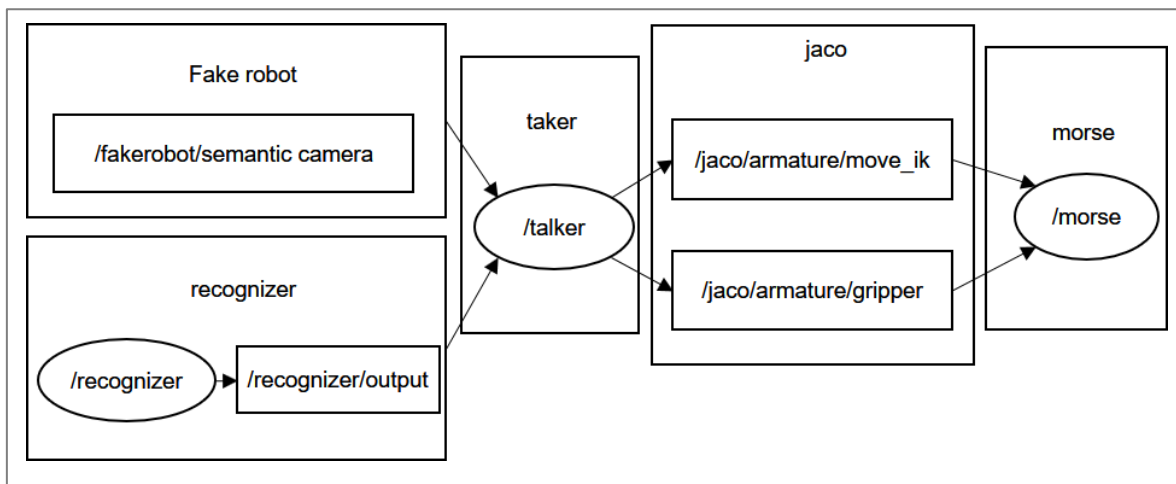 Fake robot
/fakerobot/semantic camera
recognizer
/recognizer
/recognizer/output
taker
/talker
jaco
/jaco/armature/move_ik
/jaco/armature/gripper
morse
/morse